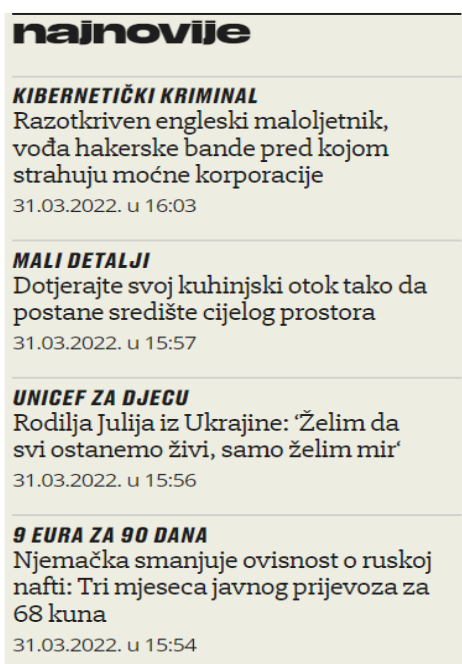 najnovije
KIBERNETIČKI KRIMINAL
Razotkriven engleski maloljetnik,
vođa hakerske bande pred kojom
strahuju moćne korporacije
31.03.2022. u 16:03
MALI DETALJI
Dotjerajte svoj kuhinjski otok tako da
postane središte cijelog prostora
31.03.2022. u 15:57
UNICEF ZA DJECU
Rodilja Julija iz Ukrajine: ‘Želim da
svi ostanemo živi, samo želim mir‘
31.03.2022. u 15:56
9 EURA ZA 90 DANA
Njemačka smanjuje ovisnost o ruskoj
nafti: Tri mjeseca javnog prijevoza za
68 kuna
31.03.2022. u 15:54